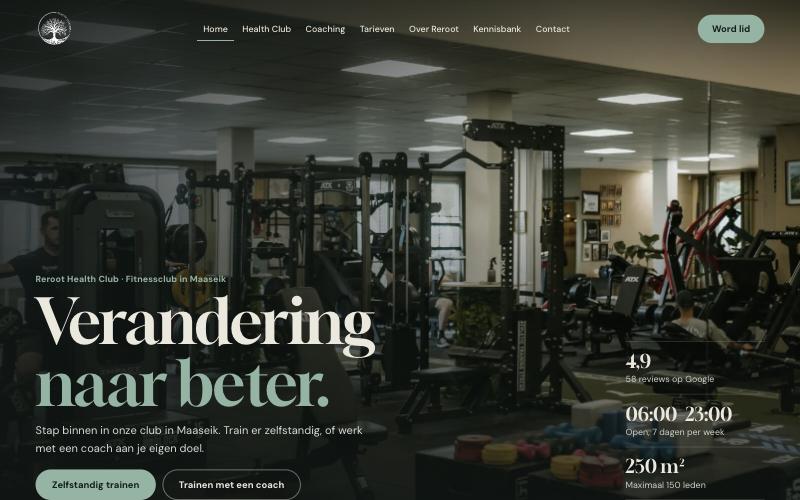 Home Health Club Coaching Tarieven Over Reroot Kennisbank Contact
Word lid
ATX
ATX
Reroot Health Club · Fitnessclub in Maaseik
Verandering
naar beter.
Stap binnen in onze club in Maaseik. Train er zelfstandig, of werk
met een coach aan je eigen doel.
Zelfstandig trainen
Trainen met een coach
4,9
58 reviews op Google
06:00 23:00
Open, 7 dagen per week
250 m²
Maximaal 150 leden